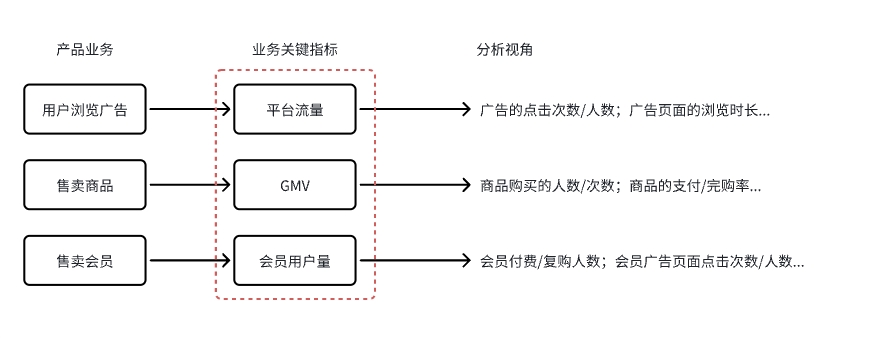 产品业务 业务关键指标 分析视角
用户浏览广告 平台流量 广告的点击次数/人数；广告页面的浏览时长...
售卖商品 GMV 商品购买的人数/次数；商品的支付/完购率...
售卖会员 会员用户量 会员付费/复购人数；会员广告页面点击次数/人数...